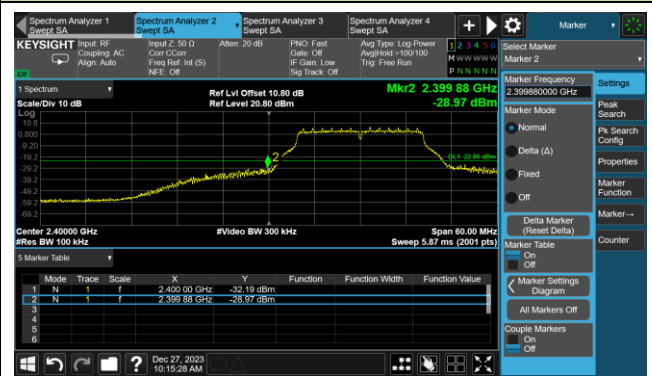 Spectrum Analyzer 1
Swept SA
Spectrum Analyzer 2
Swept SA
Spectrum Analyzer 3
Swept SA
Spectrum Analyzer 4
Swept SA
+
Marker
KEYSIGHT
Input: RF
Coupling: AC
Align: Auto
Input Z: 50 Ω
Corr CCorr
Freq Ref: Int (S)
NFE: Off
Atten: 20 dB
PNO: Fast
Gate: Off
IF Gain: Low
Sig Track: Off
Avg Type: Log-Power
Avg|Hold:>100/100
Trig: Free Run
1 2 3 4 5 6
M W W W W W
P N N N N N
LXI
Select Marker
Marker 2
1 Spectrum
Scale/Div 10 dB
Log
Ref Lvl Offset 10.80 dB
Ref Level 20.80 dBm
Mkr2 2.399 88 GHz
-28.97 dBm
10.8
0.800
-9.20
-19.2
-29.2
-39.2
-49.2
-59.2
-69.2
2
DL1 -22.88 dBm
Center 2.40000 GHz
#Res BW 100 kHz
#Video BW 300 kHz
Span 60.00 MHz
Sweep 5.87 ms (2001 pts)
5 Marker Table
Mode Trace Scale X Y Function Function Width Function Value
1 N 1 f 2.400 00 GHz -32.19 dBm
2 N 1 f 2.399 88 GHz -28.97 dBm
3
4
5
6
Marker Frequency
2.399880000 GHz
Marker Mode
Normal
Delta (Δ)
Fixed
Off
Delta Marker
(Reset Delta)
Marker Table
On
Off
Marker Settings
Diagram
All Markers Off
Couple Markers
On
Off
Settings
Peak
Search
Pk Search
Config
Properties
Marker
Function
Marker→
Counter
?
Dec 27, 2023
10:15:28 AM